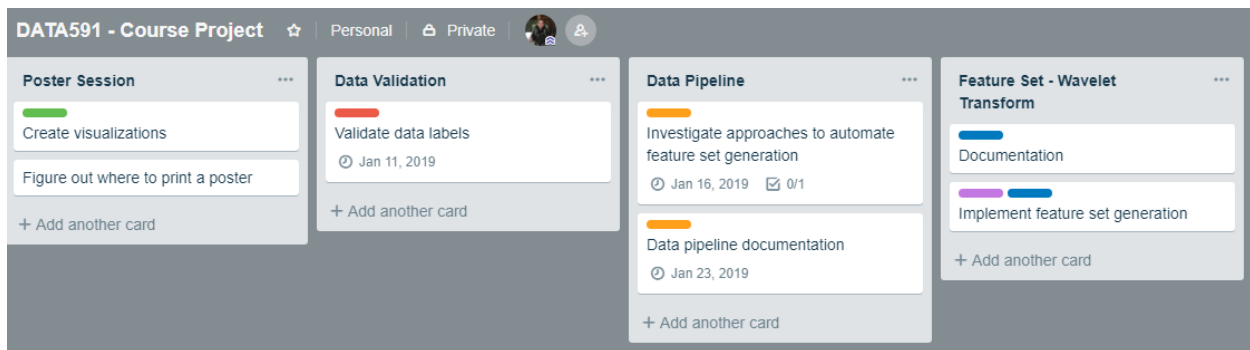 DATA591 - Course Project
Personal
Private
Poster Session
Create visualizations
Figure out where to print a poster
+ Add another card
Data Validation
Validate data labels
Jan 11, 2019
+ Add another card
Data Pipeline
Investigate approaches to automate
feature set generation
Jan 16, 2019 0/1
Data pipeline documentation
Jan 23, 2019
+ Add another card
Feature Set - Wavelet
Transform
Documentation
Implement feature set generation
+ Add another card